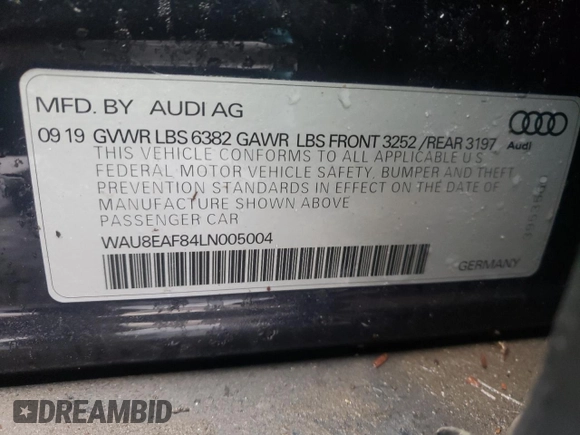 MFD. BY AUDI AG
09 19 GVWR LBS 6382 GAWR LBS FRONT 3252 /REAR 3197
Audi
THIS VEHICLE CONFORMS TO ALL APPLICABLE U S
FEDERAL MOTOR VEHICLE SAFETY, BUMPER AND THEFT
PREVENTION STANDARDS IN EFFECT ON THE DATE OF
MANUFACTURE SHOWN ABOVE
PASSENGER CAR
WAU8EAF84LN005004
GERMANY
DREAMBID